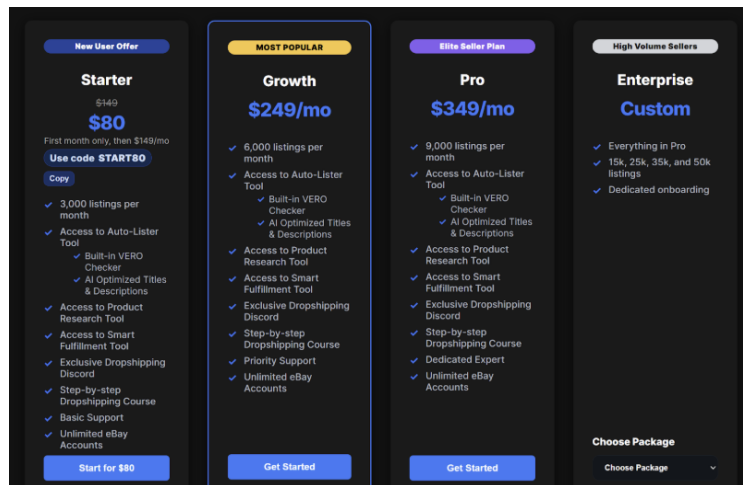 New User Offer
Starter
$149
$80
First month only, then $149/mo
Use code START80
Copy
3,000 listings per
month
Access to Auto-Lister
Tool
Built-in VERO
Checker
AI Optimized Titles
& Descriptions
Access to Product
Research Tool
Access to Smart
Fulfillment Tool
Exclusive Dropshipping
Discord
Step-by-step
Dropshipping Course
Basic Support
Unlimited eBay
Accounts
Start for $80
MOST POPULAR
Growth
$249/mo
6,000 listings per
month
Access to Auto-Lister
Tool
Built-in VERO
Checker
AI Optimized Titles
& Descriptions
Access to Product
Research Tool
Access to Smart
Fulfillment Tool
Exclusive Dropshipping
Discord
Step-by-step
Dropshipping Course
Priority Support
Unlimited eBay
Accounts
Get Started
Elite Seller Plan
Pro
$349/mo
9,000 listings per
month
Access to Auto-Lister
Tool
Built-in VERO
Checker
AI Optimized Titles
& Descriptions
Access to Product
Research Tool
Access to Smart
Fulfillment Tool
Exclusive Dropshipping
Discord
Step-by-step
Dropshipping Course
Dedicated Expert
Unlimited eBay
Accounts
Get Started
High Volume Sellers
Enterprise
Custom
Everything in Pro
15k, 25k, 35k, and 50k
listings
Dedicated onboarding
Choose Package
Choose Package